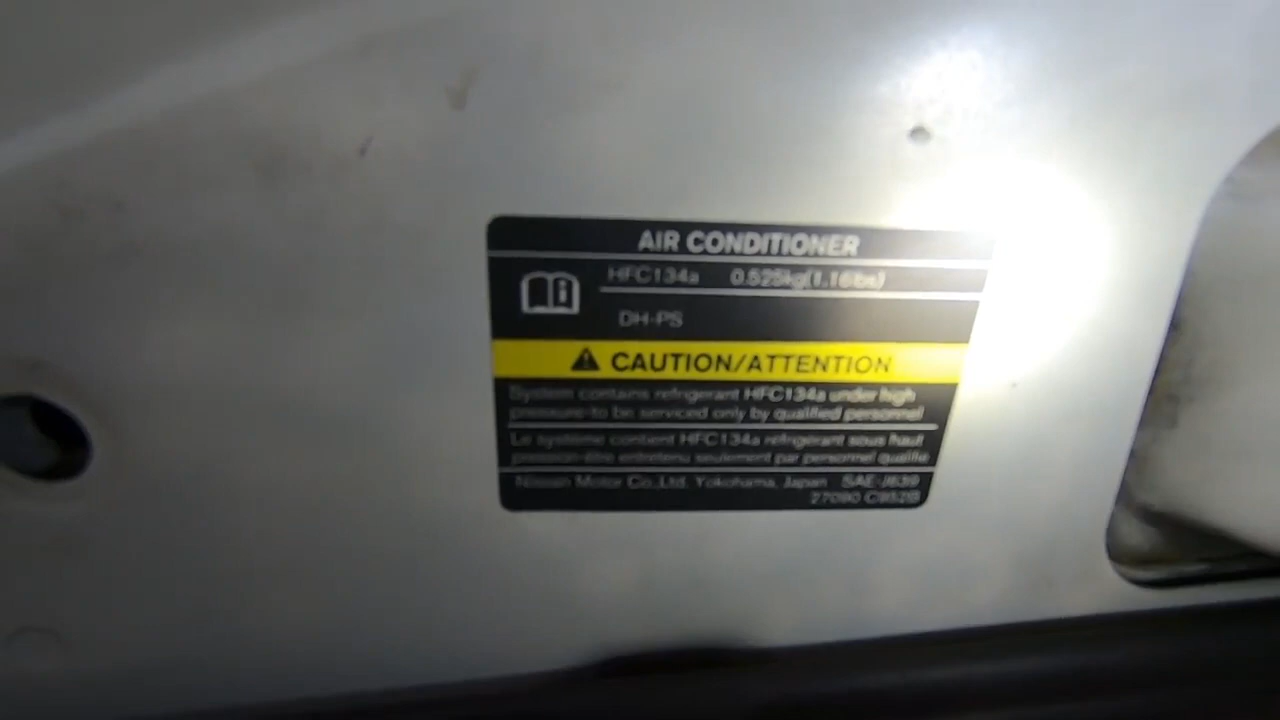 AIR CONDITIONER
HFC134a 0.525kg(1.16lbs)
DH-PS
CAUTION/ATTENTION
System contains refrigerant HFC134a under high
pressure-to be serviced only by qualified personnel
Le système contient HFC134a réfrigérant sous haut
pression-être entretenu seulement par personnel qualifie
Nissan Motor Co.,Ltd. Yokohama, Japan SAE-J639
27090